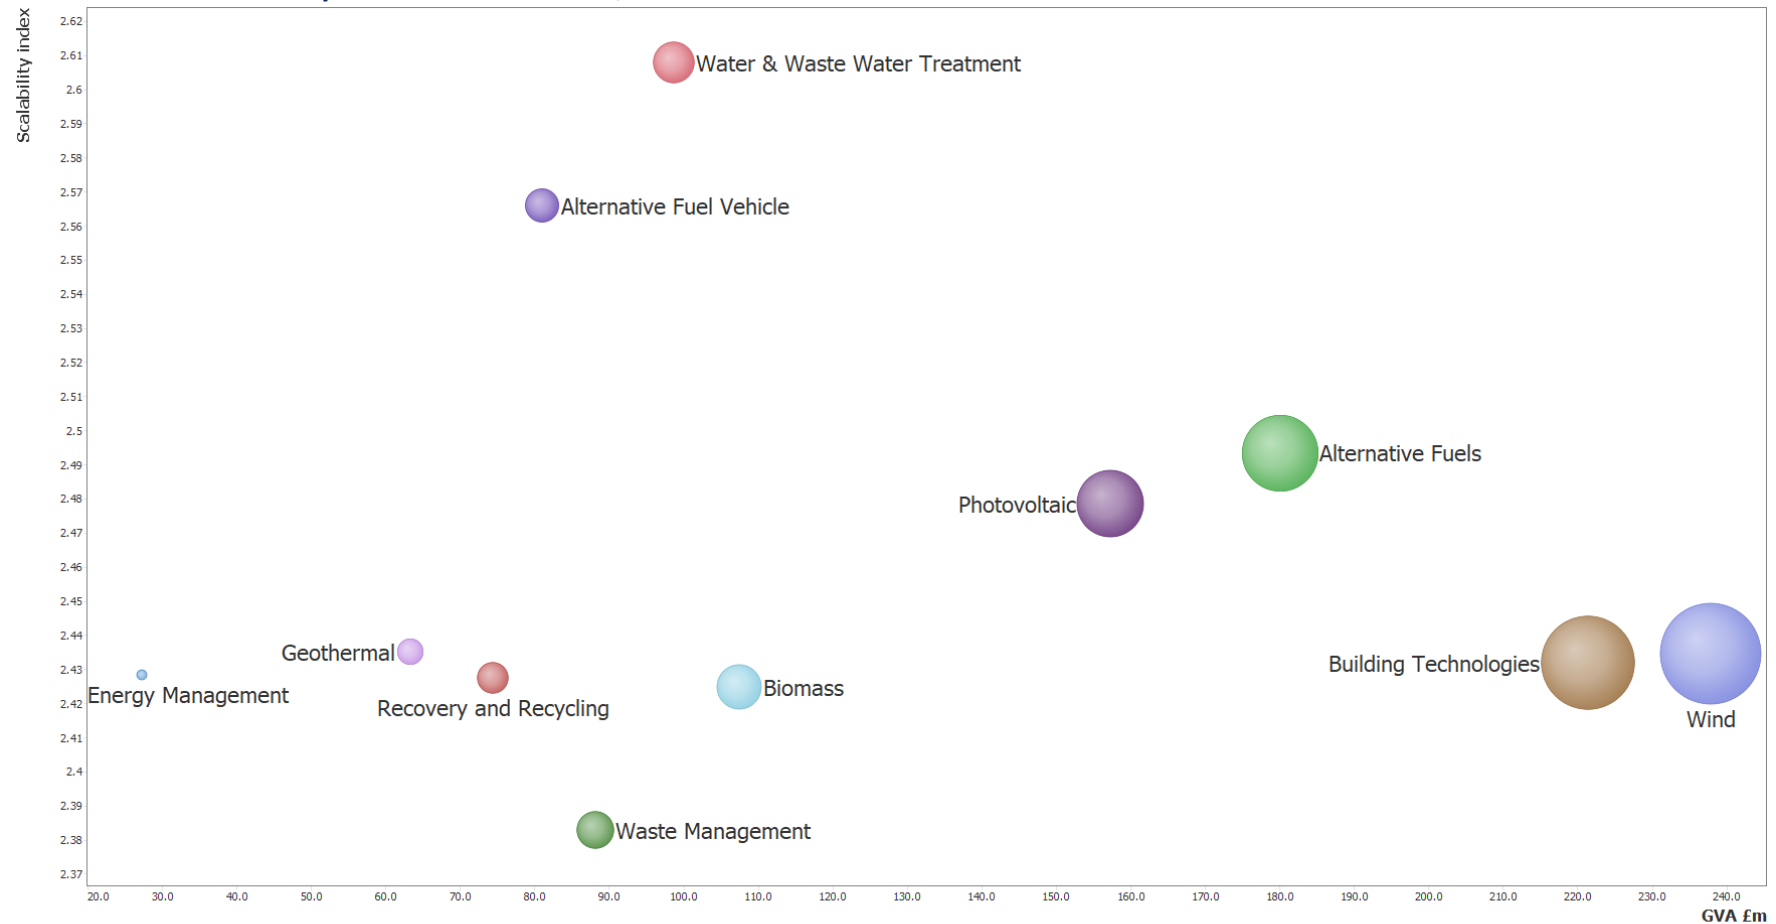 Scalability index
2.62
2.61
2.6
2.59
2.58
2.57
2.56
2.55
2.54
2.53
2.52
2.51
2.5
2.49
2.48
2.47
2.46
2.45
2.44
2.43
2.42
2.41
2.4
2.39
2.38
2.37
Water & Waste Water Treatment
Alternative Fuel Vehicle
Alternative Fuels
Photovoltaic
Geothermal
Building Technologies
Energy Management
Biomass
Recovery and Recycling
Wind
Waste Management
20.0 30.0 40.0 50.0 60.0 70.0 80.0 90.0 100.0 110.0 120.0 130.0 140.0 150.0 160.0 170.0 180.0 190.0 200.0 210.0 220.0 230.0 240.0
GVA £m